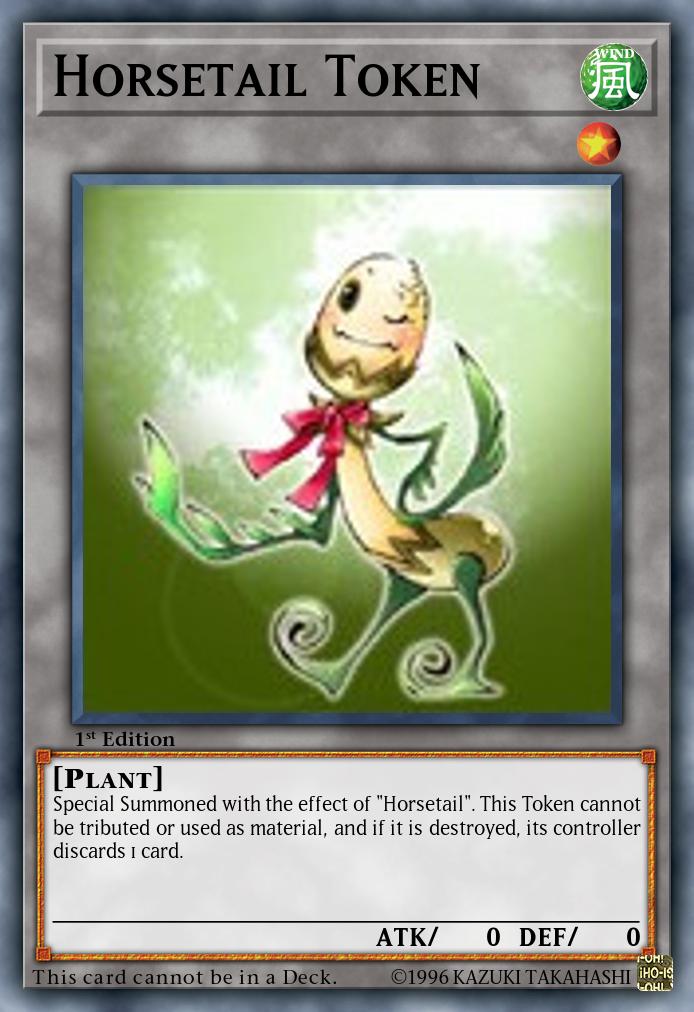 Horsetail Token
WIND
風
1st Edition
[Plant]
Special Summoned with the effect of "Horsetail". This Token cannot
be tributed or used as material, and if it is destroyed, its controller
discards 1 card.
ATK/ 0 DEF/ 0
This card cannot be in a Deck. ©1996 KAZUKI TAKAHASHI